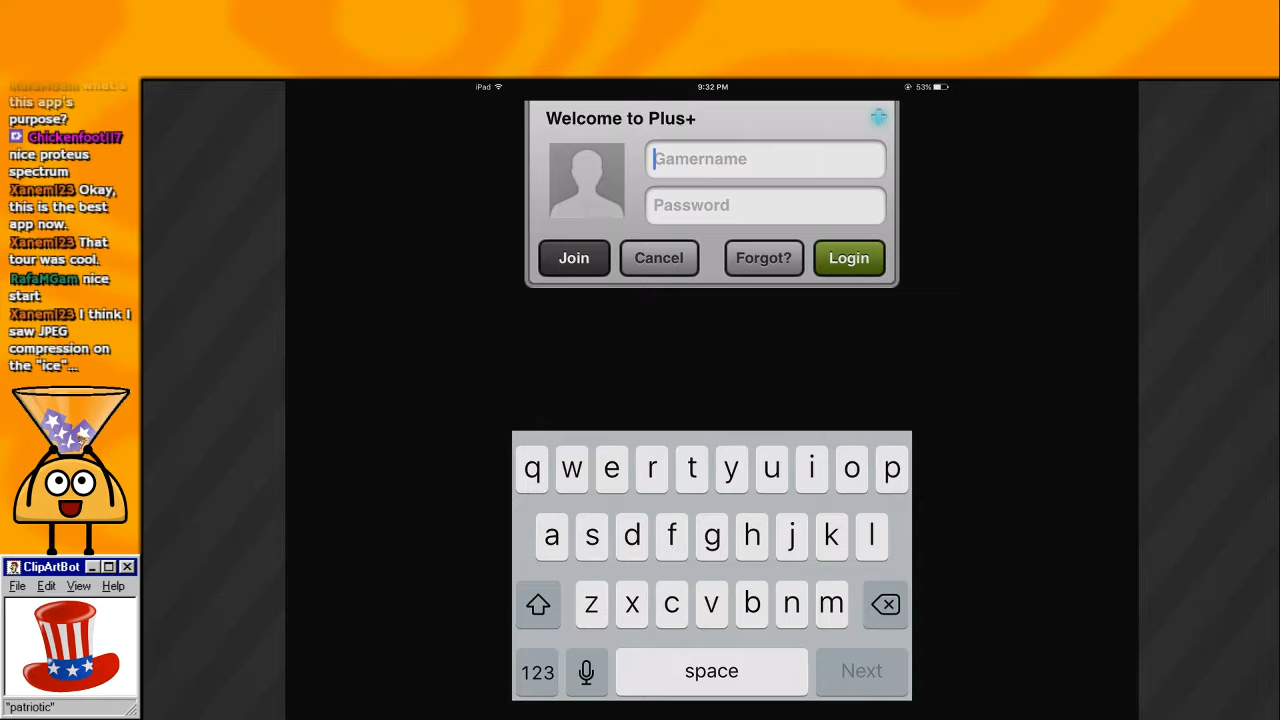 this app's
purpose?
Chickenfoot117
nice proteus
spectrum
Xanem123 Okay,
this is the best
app now.
Xanem123 That
tour was cool.
RafaMGam nice
start
Xanem123 I think I
saw JPEG
compression on
the "ice"...
iPad
9:32 PM
53%
Welcome to Plus+
Gamername
Password
Join
Cancel
Forgot?
Login
q w e r t y u i o p
a s d f g h j k l
z x c v b n m
123
space
Next
ClipArtBot
File Edit View Help
"patriotic"